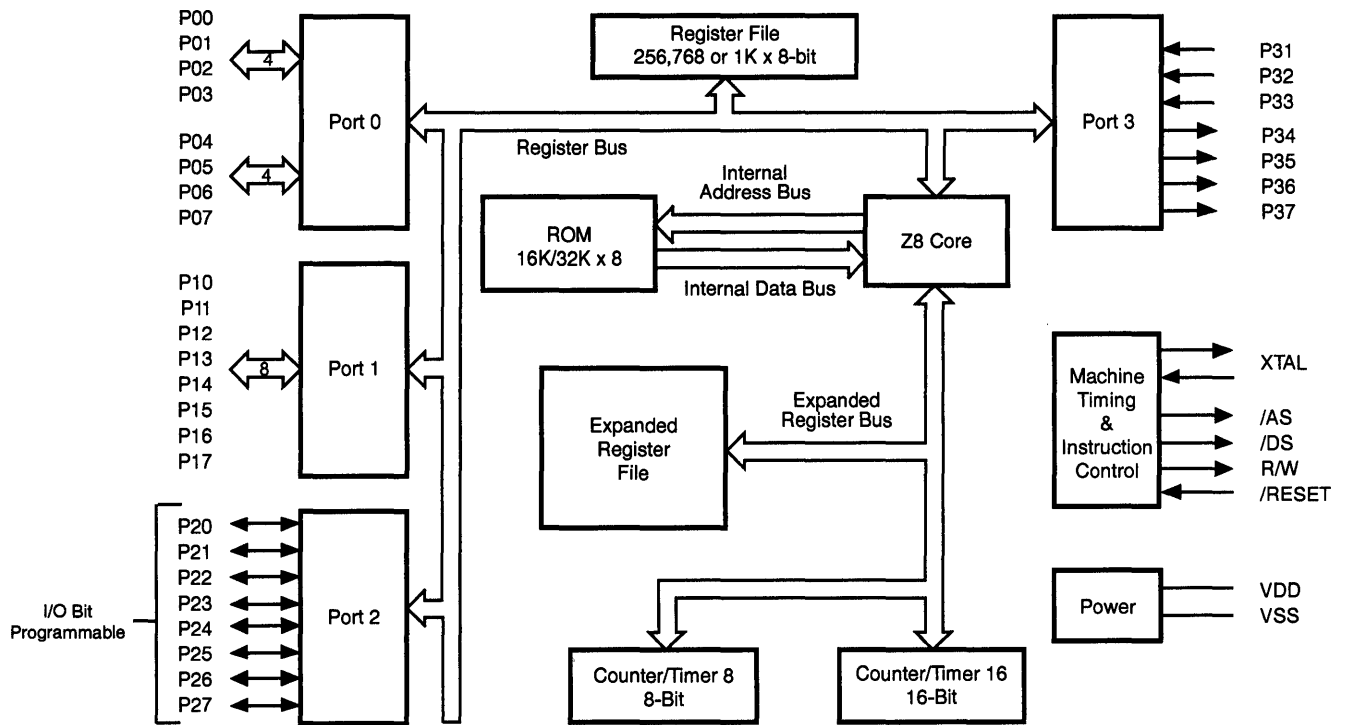 P00
P01
P02
P03
4
P04
P05
P06
P07
4
Port 0
Register File
256,768 or 1K x 8-bit
Port 3
P31
P32
P33
P34
P35
P36
P37
Register Bus
Internal
Address Bus
ROM
16K/32K x 8
Z8 Core
Internal Data Bus
P10
P11
P12
P13
P14
P15
P16
P17
8
Port 1
Expanded
Register
File
Expanded
Register Bus
Machine
Timing
&
Instruction
Control
XTAL
/AS
/DS
R/W
/RESET
I/O Bit
Programmable
P20
P21
P22
P23
P24
P25
P26
P27
Port 2
Counter/Timer 8
8-Bit
Counter/Timer 16
16-Bit
Power
VDD
VSS